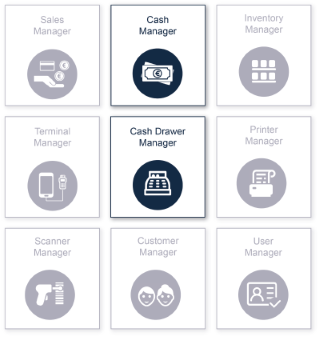 Sales
Manager
Cash
Manager
Inventory
Manager
Terminal
Manager
Cash Drawer
Manager
Printer
Manager
Scanner
Manager
Customer
Manager
User
Manager